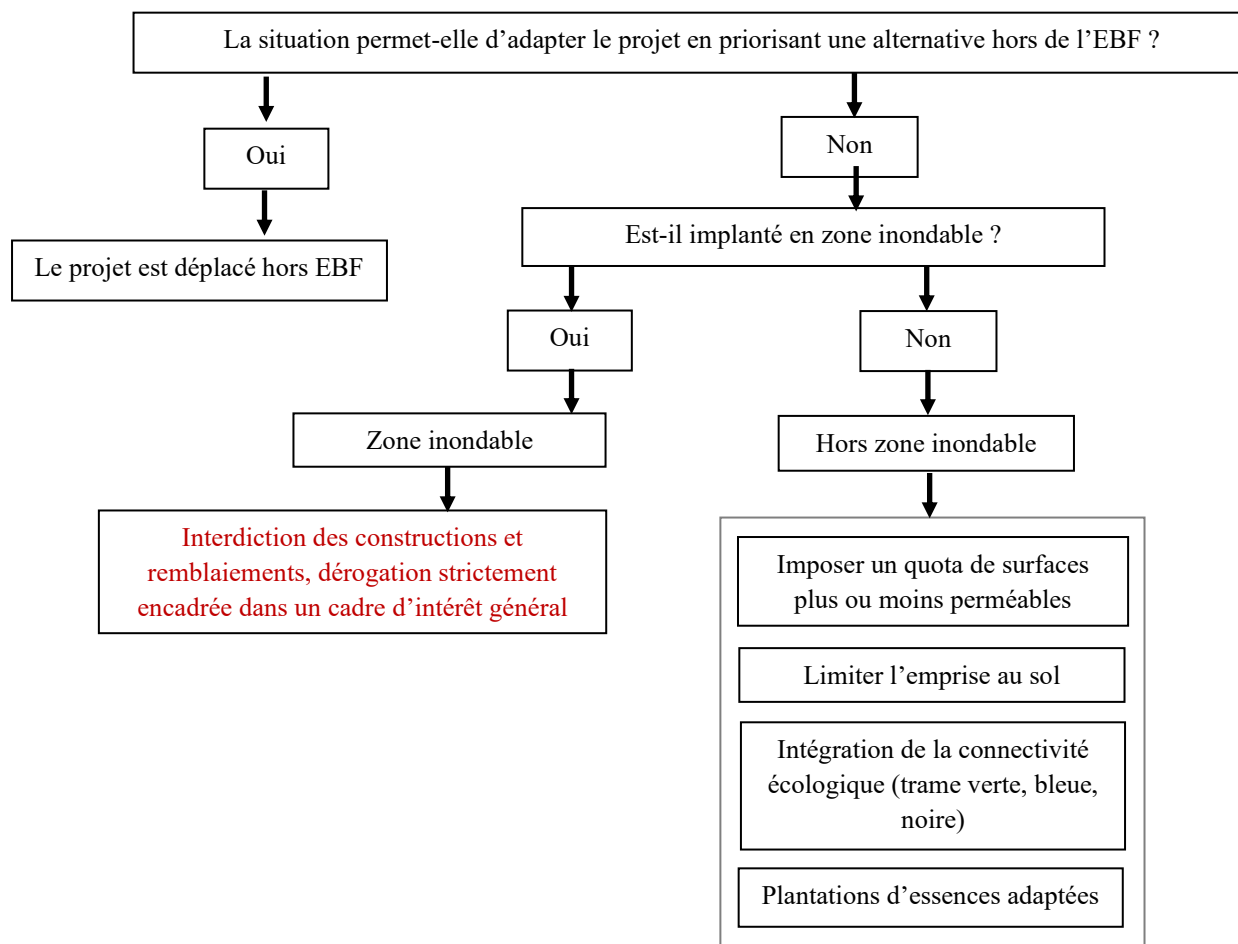 La situation permet-elle d’adapter le projet en priorisant une alternative hors de l’EBF ?
Oui
Non
Le projet est déplacé hors EBF
Est-il implanté en zone inondable ?
Oui
Non
Zone inondable
Hors zone inondable
Interdiction des constructions et
remblaiements, dérogation strictement
encadrée dans un cadre d’intérêt général
Imposer un quota de surfaces
plus ou moins perméables
Limiter l’emprise au sol
Intégration de la connectivité
écologique (trame verte, bleue,
noire)
Plantations d’essences adaptées